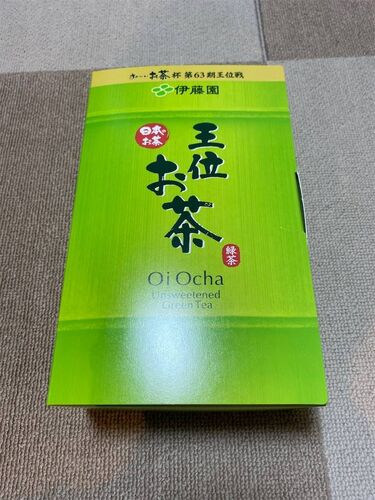 お～いお茶杯 第63期王位戦
伊藤園
日本の
お茶
王位
お茶
緑茶
Oi Ocha
Unsweetened
Green Tea